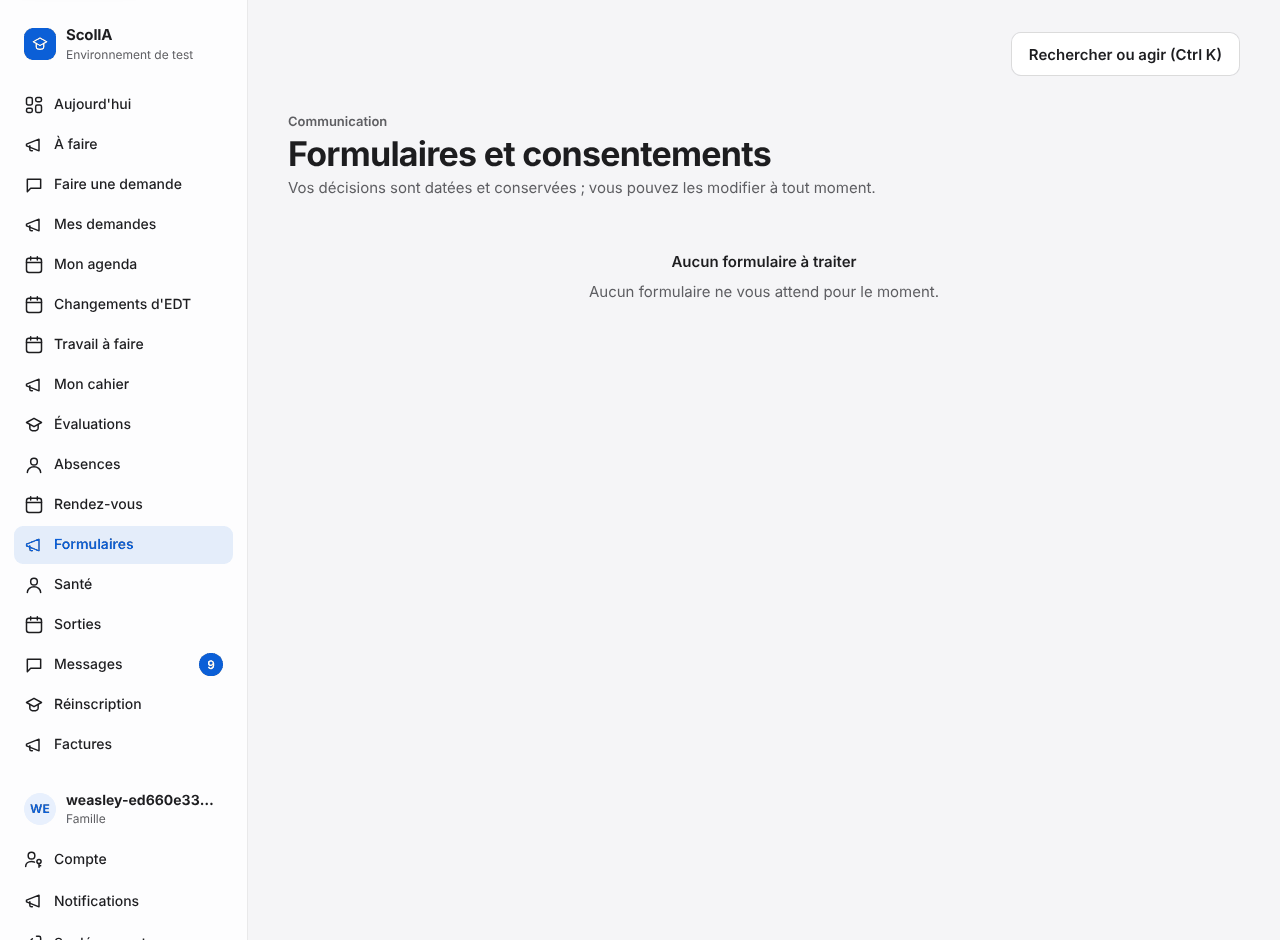 ScolIA
Environnement de test
Rechercher ou agir (Ctrl K)
Aujourd'hui
À faire
Faire une demande
Mes demandes
Mon agenda
Changements d'EDT
Travail à faire
Mon cahier
Évaluations
Absences
Rendez-vous
Formulaires
Santé
Sorties
Messages 9
Réinscription
Factures
WE weasley-ed660e33...
Famille
Compte
Notifications
Communication
Formulaires et consentements
Vos décisions sont datées et conservées ; vous pouvez les modifier à tout moment.
Aucun formulaire à traiter
Aucun formulaire ne vous attend pour le moment.